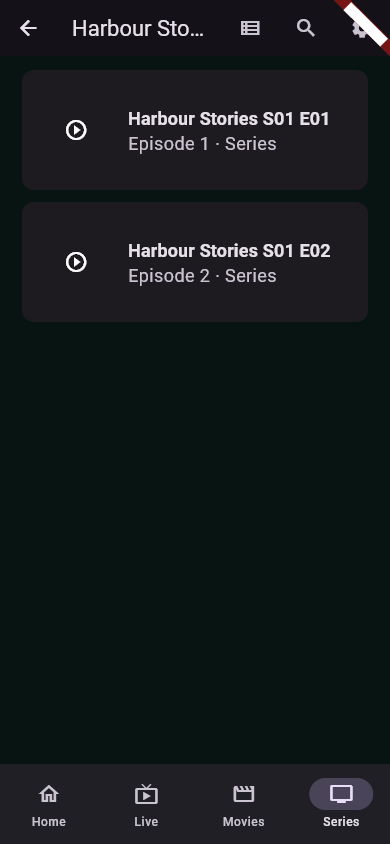 Harbour Sto...
Harbour Stories S01 E01
Episode 1 · Series
Harbour Stories S01 E02
Episode 2 · Series
Home
Live
Movies
Series